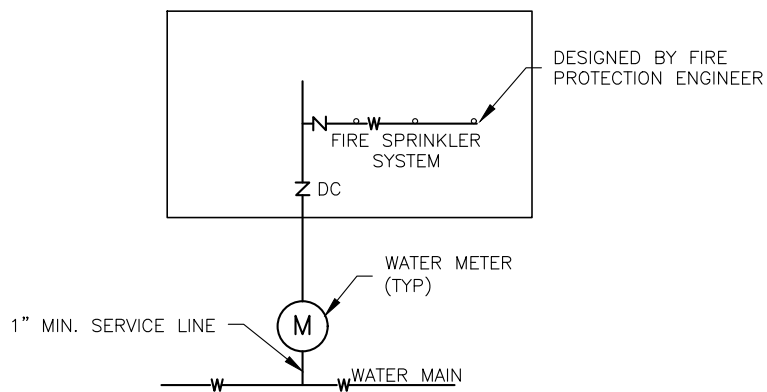 DESIGNED BY FIRE
PROTECTION ENGINEER
W
FIRE SPRINKLER
SYSTEM
DC
WATER METER
(TYP)
M
1” MIN. SERVICE LINE
W
W
WATER MAIN